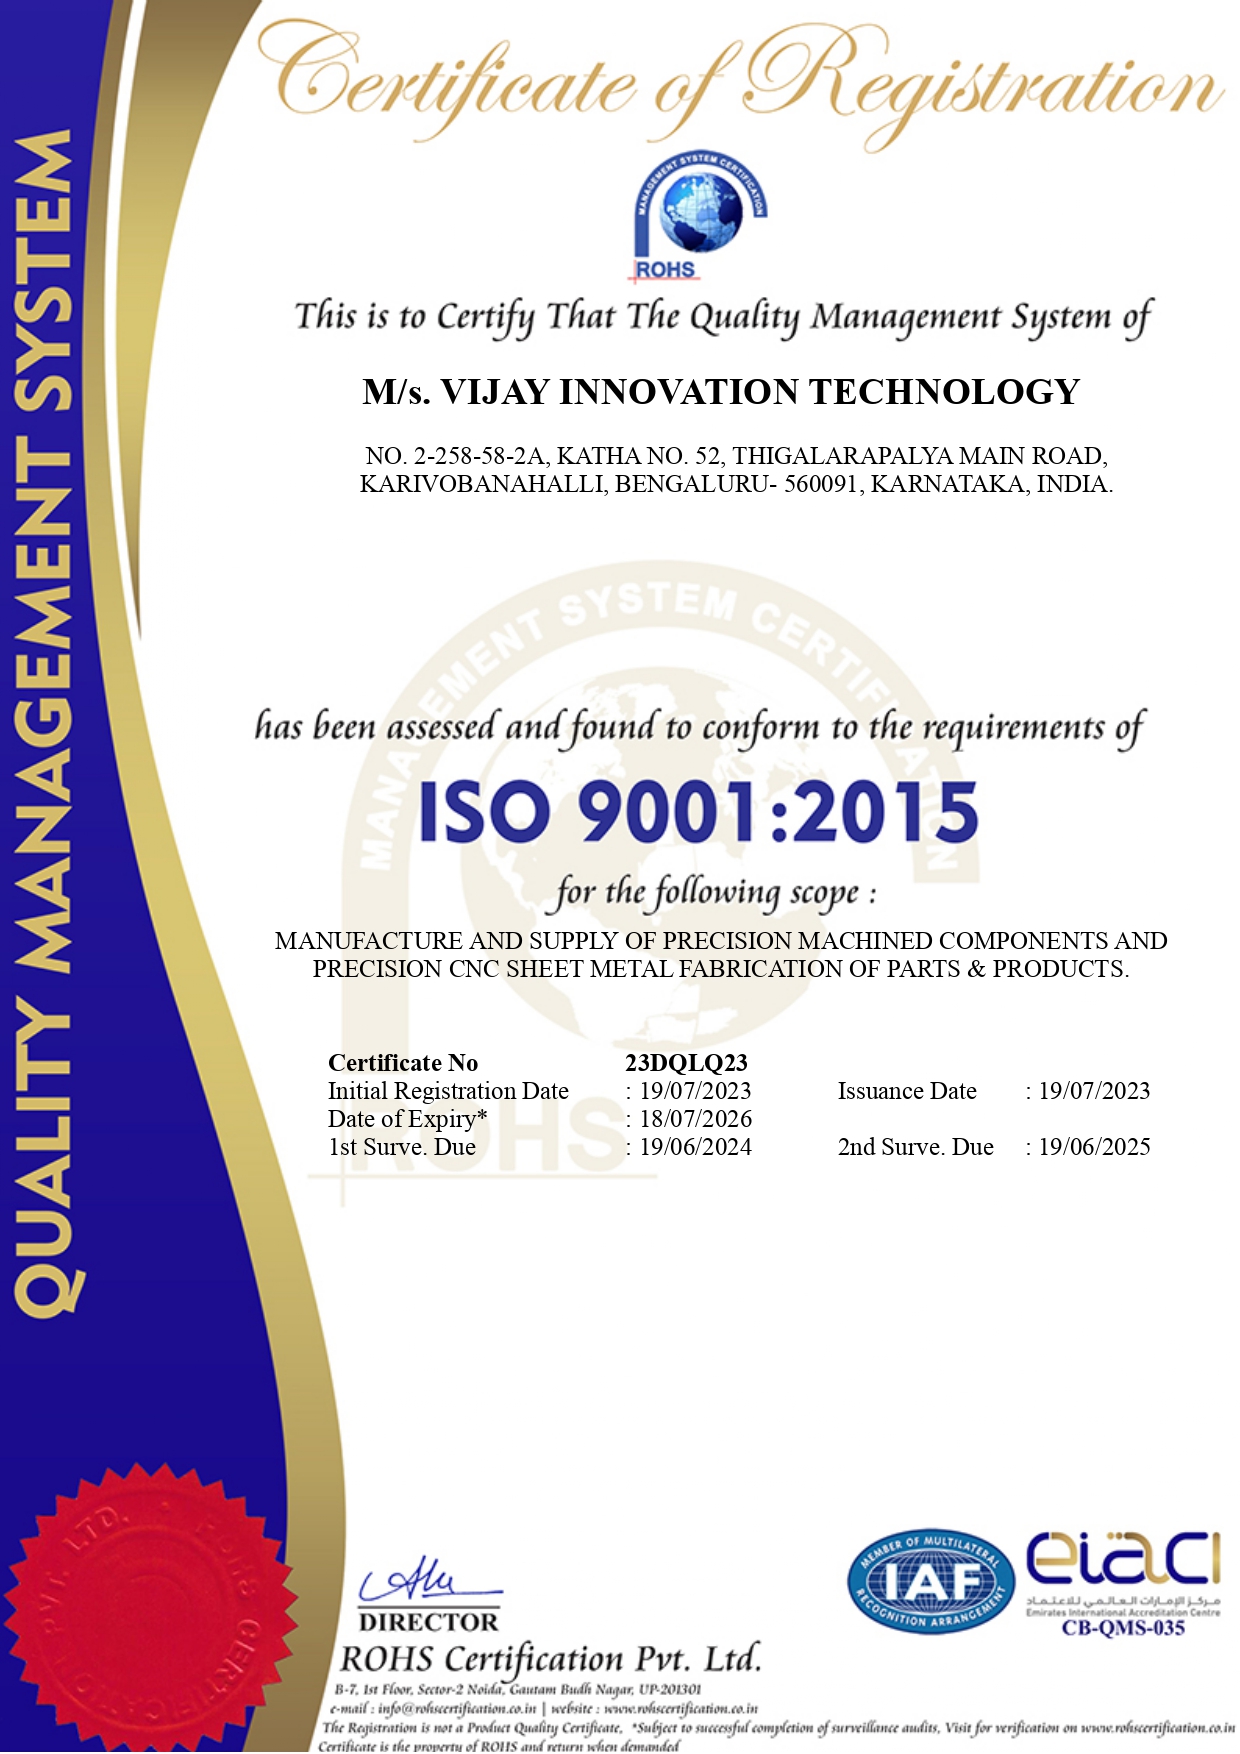 Certificate of Registration
MANAGEMENT SYSTEM CERTIFICATION
ROHS
This is to Certify That The Quality Management System of
M/s. VIJAY INNOVATION TECHNOLOGY
NO. 2-258-58-2A, KATHA NO. 52, THIGALARAPALYA MAIN ROAD,
KARIVOBANAHALLI, BENGALURU- 560091, KARNATAKA, INDIA.
MANAGEMENT SYSTEM CERTIFICATION
has been assessed and found to conform to the requirements of
ISO 9001:2015
for the following scope :
MANUFACTURE AND SUPPLY OF PRECISION MACHINED COMPONENTS AND
PRECISION CNC SHEET METAL FABRICATION OF PARTS & PRODUCTS.
Certificate No 23DQLQ23
Initial Registration Date : 19/07/2023 Issuance Date : 19/07/2023
Date of Expiry* : 18/07/2026
1st Surve. Due : 19/06/2024 2nd Surve. Due : 19/06/2025
ROHS
QUALITY MANAGEMENT SYSTEM
PVT. LTD.
DIRECTOR
ROHS Certification Pvt. Ltd.
B-7, 1st Floor, Sector-2 Noida, Gautam Budh Nagar, UP-201301
e-mail : info@rohscertification.co.in | website : www.rohscertification.co.in
The Registration is not a Product Quality Certificate, *Subject to successful completion of surveillance audits, Visit for verification on www.rohscertification.co.in
Certificate is the property of ROHS and return when demanded
MEMBER OF MULTILATERAL
IAF
RECOGNITION ARRANGEMENT
eiaci
مركز الإمارات العالمي للاعتماد
Emirates International Accreditation Centre
CB-QMS-035